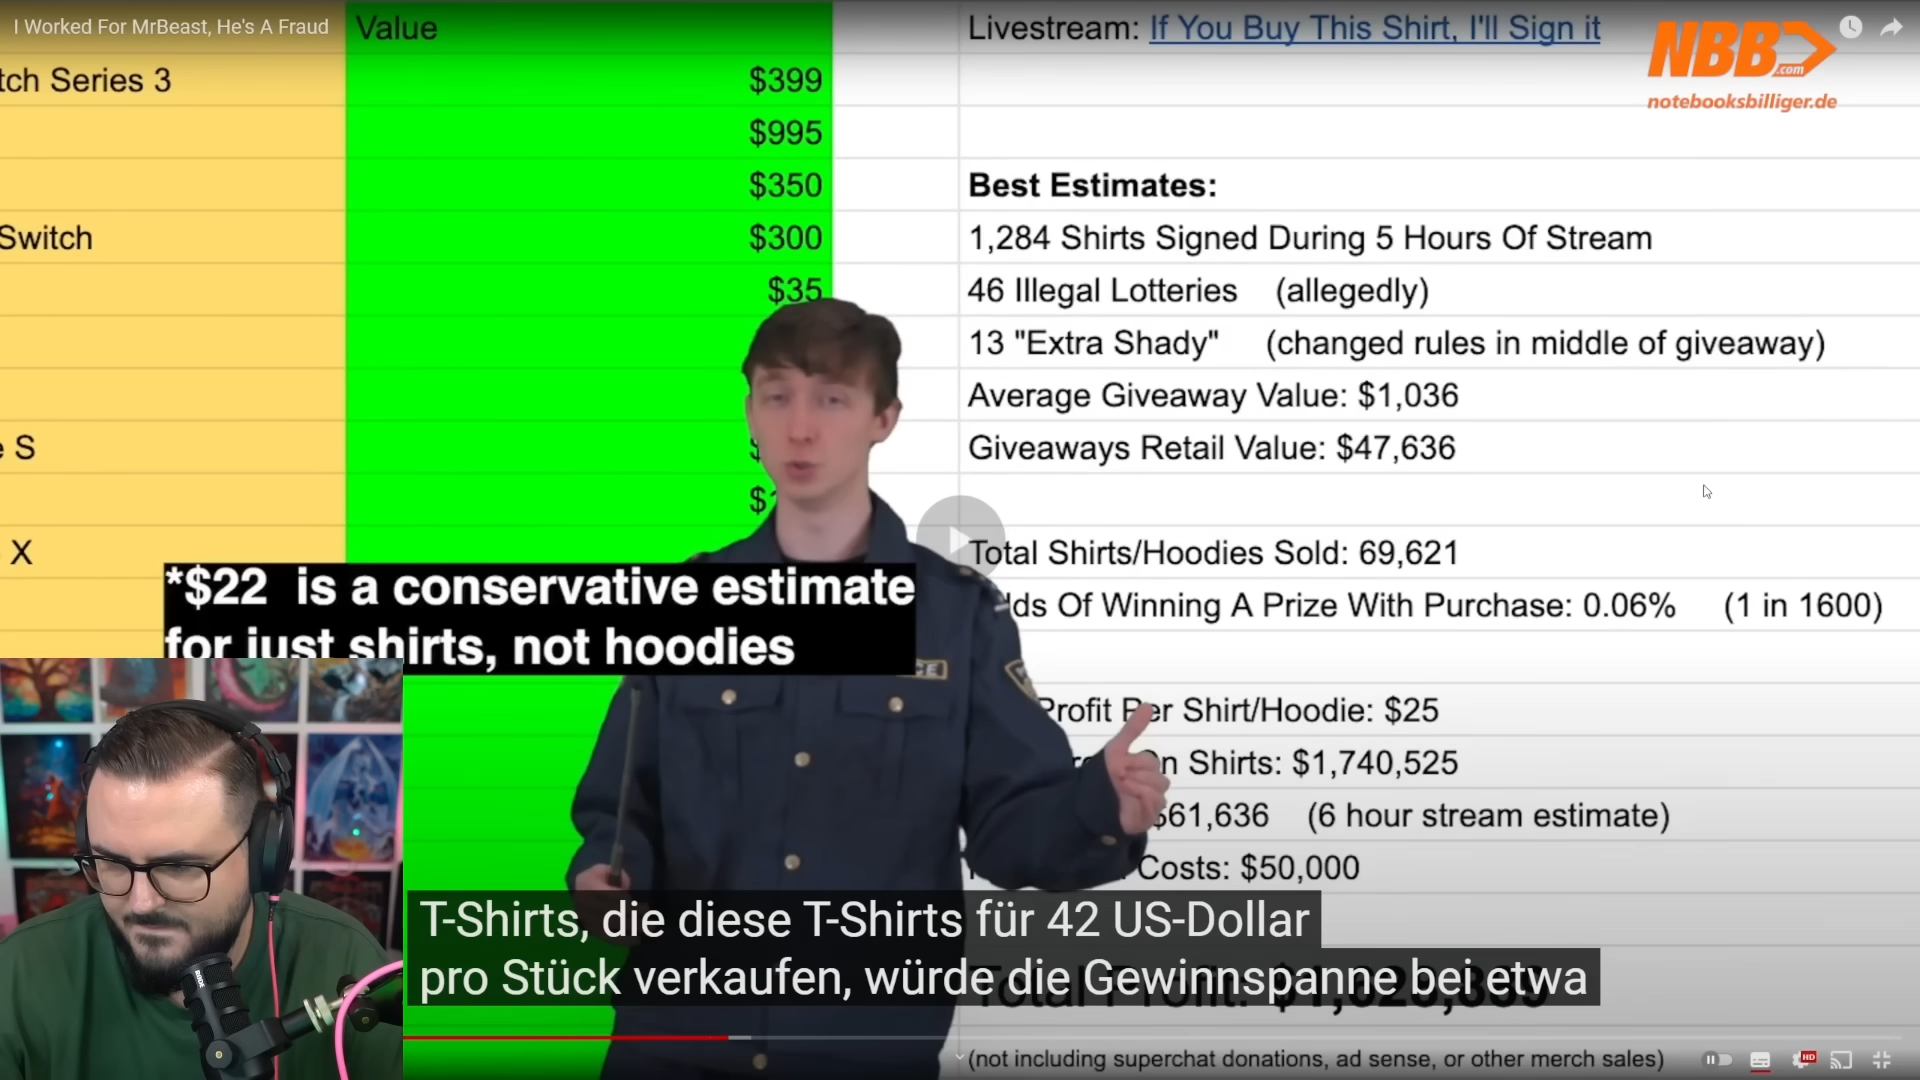 I Worked For MrBeast, He's A Fraud
Value
Livestream: If You Buy This Shirt, I'll Sign it
NBB.com
notebooksbilliger.de
tch Series 3
$399
$995
$350
Best Estimates:
Switch
$300
1,284 Shirts Signed During 5 Hours Of Stream
$35
46 Illegal Lotteries (allegedly)
13 "Extra Shady" (changed rules in middle of giveaway)
Average Giveaway Value: $1,036
S
Giveaways Retail Value: $47,636
X
Total Shirts/Hoodies Sold: 69,621
*$22 is a conservative estimate
for just shirts, not hoodies
Of Winning A Prize With Purchase: 0.06% (1 in 1600)
Profit Per Shirt/Hoodie: $25
n Shirts: $1,740,525
$61,636 (6 hour stream estimate)
Costs: $50,000
T-Shirts, die diese T-Shirts für 42 US-Dollar
pro Stück verkaufen, würde die Gewinnspanne bei etwa
Total Profit:
(not including superchat donations, ad sense, or other merch sales)
HD
RØDE